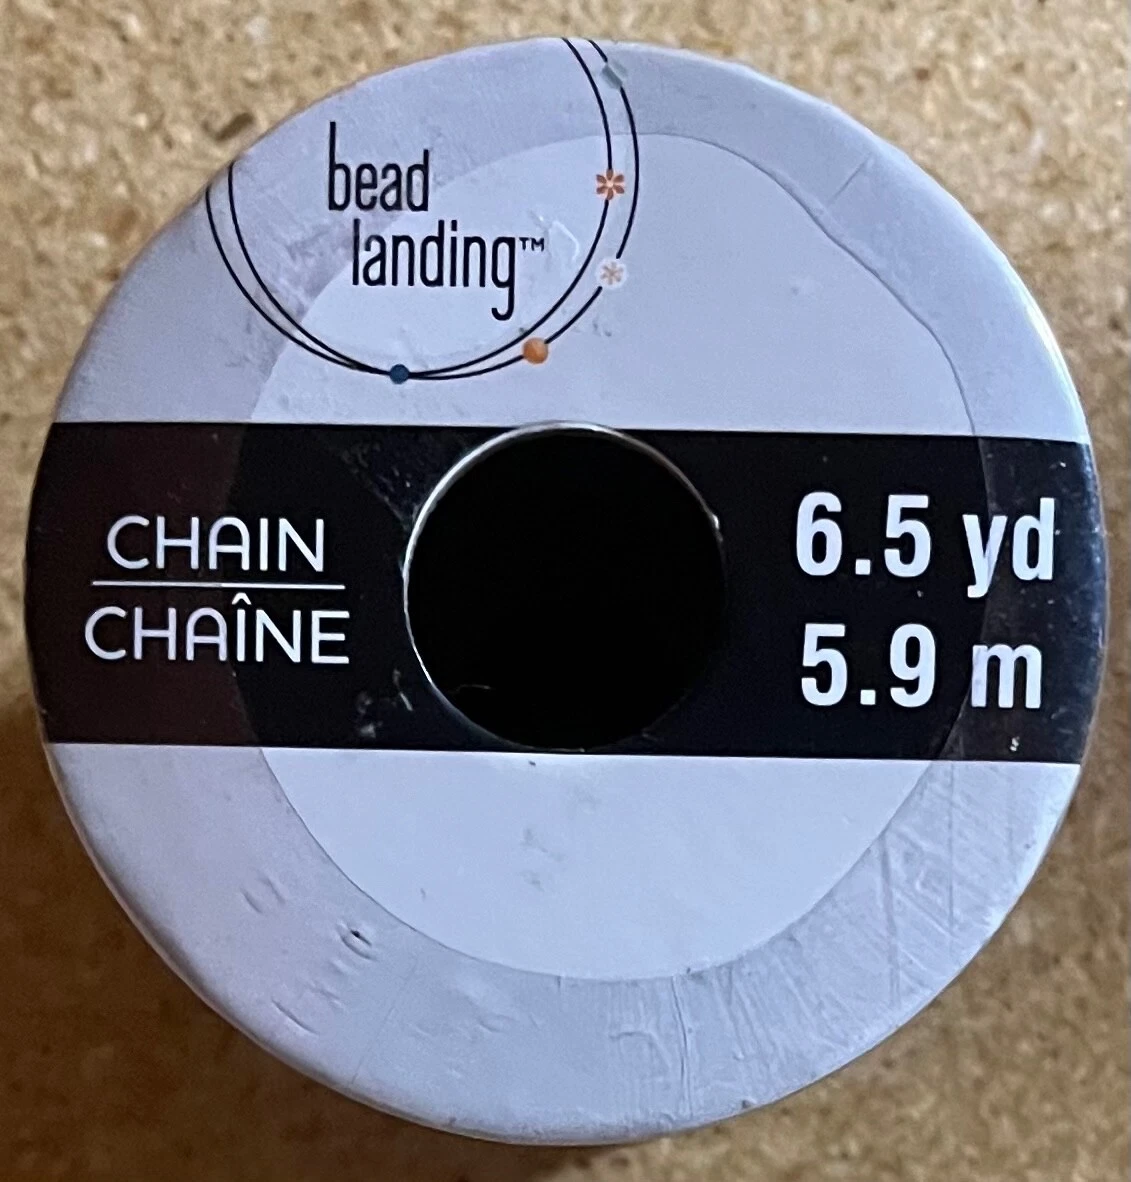 bead
landing™
CHAIN
CHAÎNE
6.5 yd
5.9 m